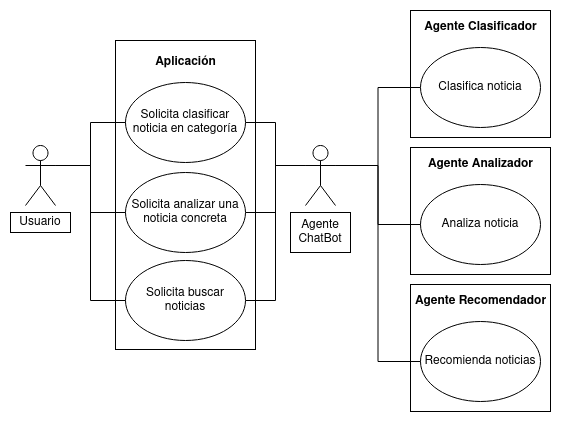 Aplicación
Solicita clasificar
noticia en categoría
Solicita analizar una
noticia concreta
Solicita buscar
noticias
Usuario
Agente
ChatBot
Agente Clasificador
Clasifica noticia
Agente Analizador
Analiza noticia
Agente Recomendador
Recomienda noticias